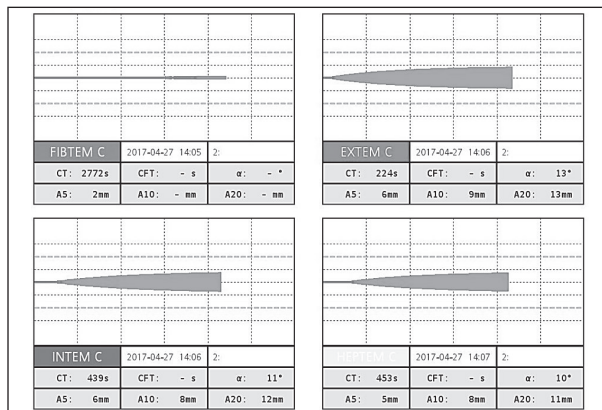 FIBTEM C 2017-04-27 14:05 2:
CT: 2772s CFT: - s α: - °
A5: 2mm A10: - mm A20: - mm
EXTEM C 2017-04-27 14:06 2:
CT: 224s CFT: - s α: 13°
A5: 6mm A10: 9mm A20: 13mm
INTEM C 2017-04-27 14:06 2:
CT: 439s CFT: - s α: 11°
A5: 6mm A10: 8mm A20: 12mm
HEPTEM C 2017-04-27 14:07 2:
CT: 453s CFT: - s α: 10°
A5: 5mm A10: 8mm A20: 11mm